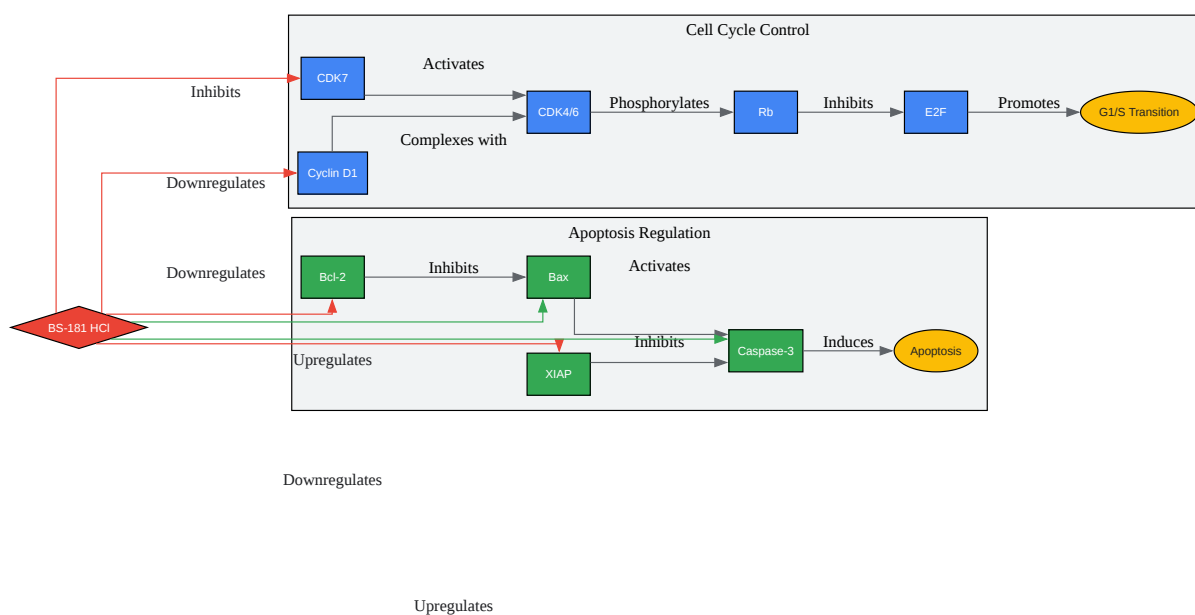 Cell Cycle Control
CDK7
Activates
Inhibits
CDK4/6
Phosphorylates
Rb
Inhibits
E2F
Promotes
G1/S Transition
Complexes with
Cyclin D1
Downregulates
Apoptosis Regulation
Downregulates
Bcl-2
Inhibits
Bax
Activates
BS-181 HCl
Inhibits
Caspase-3
Induces
Apoptosis
Upregulates
XIAP
Downregulates
Upregulates